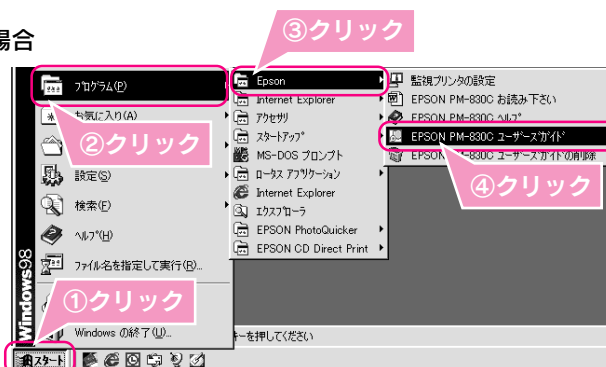 場合
③クリック
プログラム(P)
お気に入り(A)
②クリック
設定(S)
検索(F)
ヘルプ(H)
ファイル名を指定して実行(R)...
①クリック
Windows の終了(U)...
Windows98
スタート
Epson
Internet Explorer
アクセサリ
スタートアップ
MS-DOS プロンプト
ロータス アプリケーション
Internet Explorer
エクスプローラ
EPSON PhotoQuicker
EPSON CD Direct Print
監視プリンタの設定
EPSON PM-830C お読み下さい
EPSON PM-830C ヘルプ
EPSON PM-830C ユーザーズガイド
EPSON PM-830C ユーザーズガイドの削除
④クリック
キーを押してください